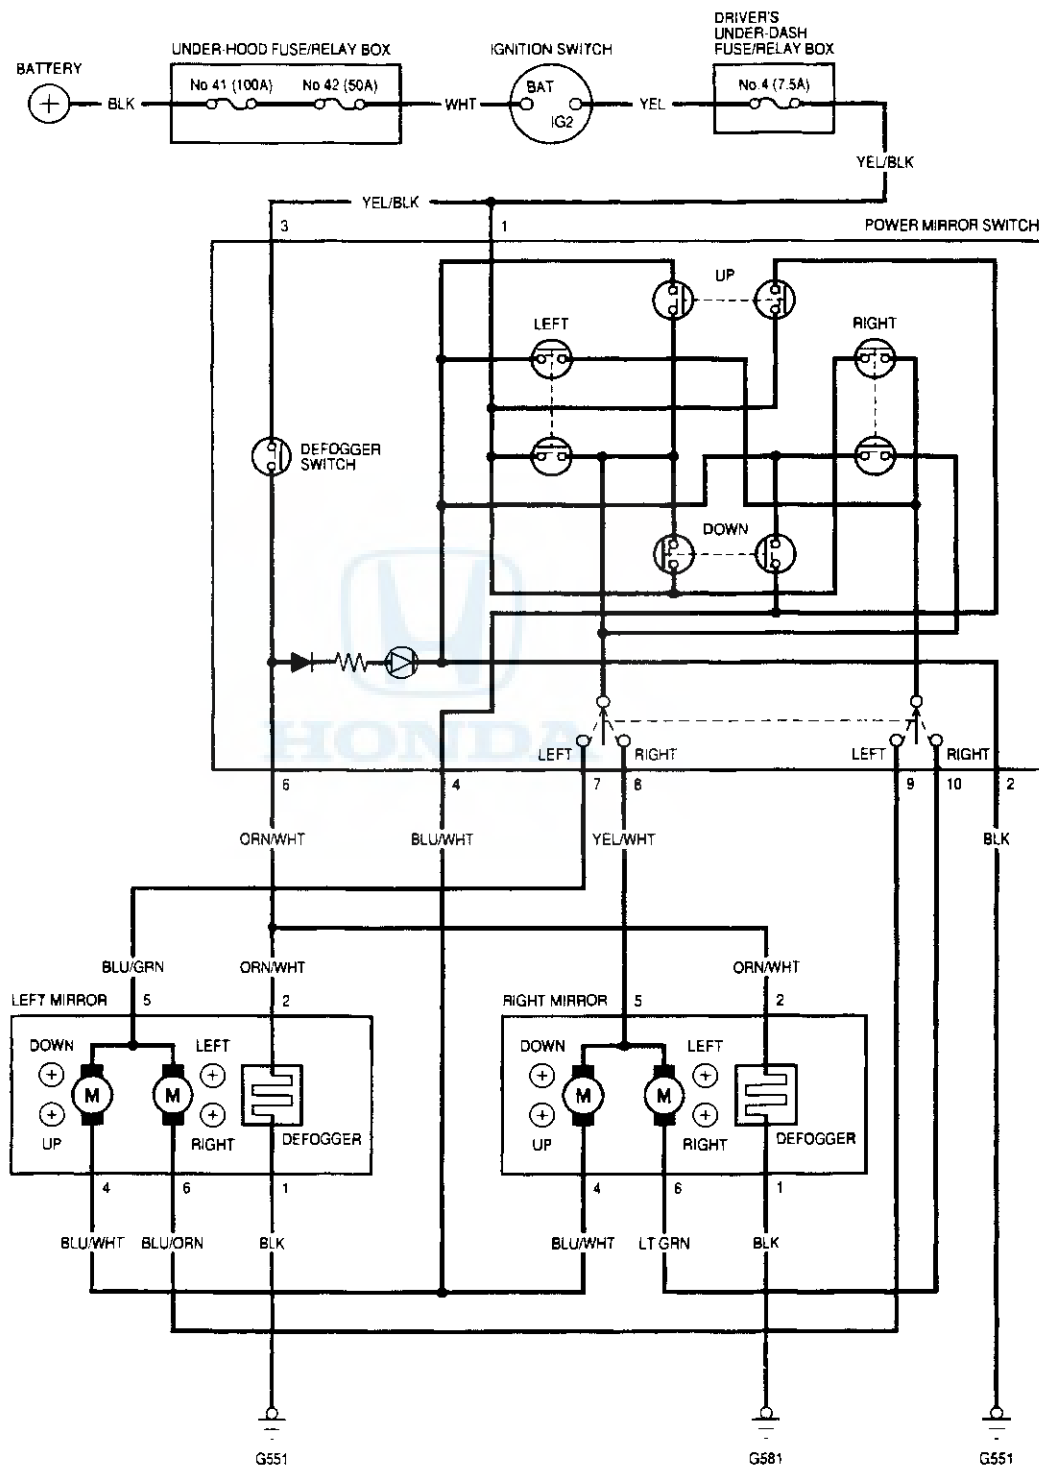 DRIVER'S
UNDER-DASH
FUSE/RELAY BOX
UNDER-HOOD FUSE/RELAY BOX
IGNITION SWITCH
BATTERY
No 41 (100A)
No 42 (50A)
BAT
No.4 (7.5A)
BLK
WHT
YEL
IG2
YEL/BLK
YEL/BLK
3
1
POWER MIRROR SWITCH
UP
LEFT
RIGHT
DEFOGGER
SWITCH
DOWN
HONDA
LEFT
RIGHT
LEFT
RIGHT
6
4
7
8
9
10
2
ORN/WHT
BLU/WHT
YEL/WHT
BLK
BLU/GRN
ORN/WHT
ORN/WHT
LEFT MIRROR
5
2
RIGHT MIRROR
5
2
DOWN
LEFT
DOWN
LEFT
M
M
M
M
UP
RIGHT
DEFOGGER
UP
RIGHT
DEFOGGER
4
6
1
4
6
1
BLU/WHT
BLU/ORN
BLK
BLU/WHT
LT GRN
BLK
G551
G581
G551